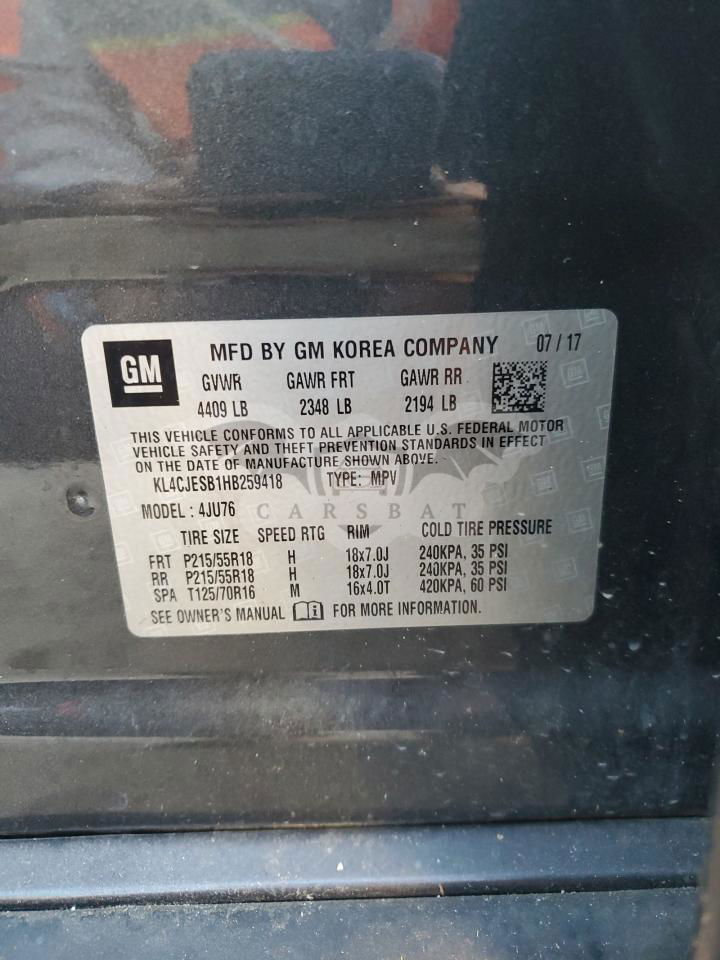 GM
MFD BY GM KOREA COMPANY 07 / 17
GVWR GAWR FRT GAWR RR
4409 LB 2348 LB 2194 LB
THIS VEHICLE CONFORMS TO ALL APPLICABLE U.S. FEDERAL MOTOR
VEHICLE SAFETY AND THEFT PREVENTION STANDARDS IN EFFECT
ON THE DATE OF MANUFACTURE SHOWN ABOVE.
KL4CJESB1HB259418 TYPE: MPV
MODEL : 4JU76
CARSBAT
TIRE SIZE SPEED RTG RIM COLD TIRE PRESSURE
FRT P215/55R18 H 18x7.0J 240KPA, 35 PSI
RR P215/55R18 H 18x7.0J 240KPA, 35 PSI
SPA T125/70R16 M 16x4.0T 420KPA, 60 PSI
SEE OWNER'S MANUAL FOR MORE INFORMATION.